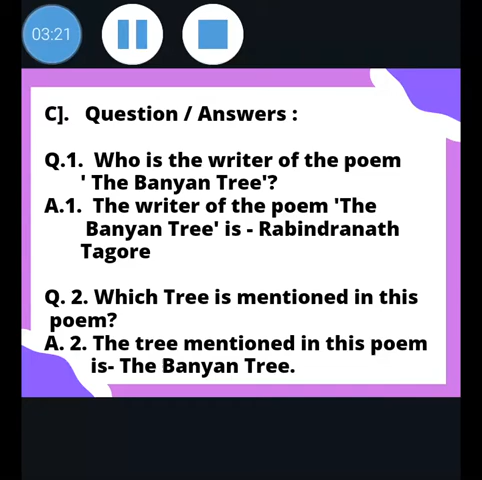 03:21
C]. Question / Answers :
Q.1. Who is the writer of the poem
' The Banyan Tree'?
A.1. The writer of the poem 'The
Banyan Tree' is - Rabindranath
Tagore
Q. 2. Which Tree is mentioned in this
poem?
A. 2. The tree mentioned in this poem
is- The Banyan Tree.